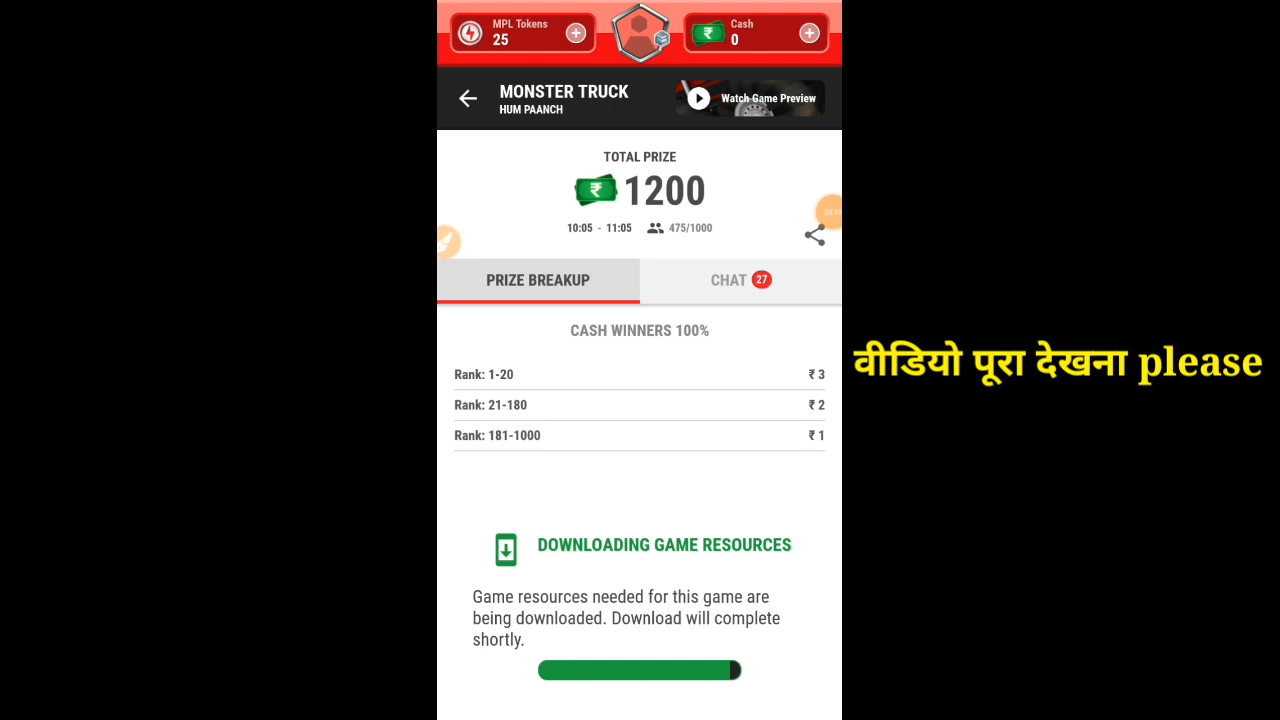 MPL Tokens
25
Cash
0
MONSTER TRUCK
HUM PAANCH
Watch Game Preview
TOTAL PRIZE
₹ 1200
10:05 - 11:05 475/1000
PRIZE BREAKUP
CHAT 27
CASH WINNERS 100%
Rank: 1-20 ₹ 3
Rank: 21-180 ₹ 2
Rank: 181-1000 ₹ 1
DOWNLOADING GAME RESOURCES
Game resources needed for this game are
being downloaded. Download will complete
shortly.
वीडियो पूरा देखना please